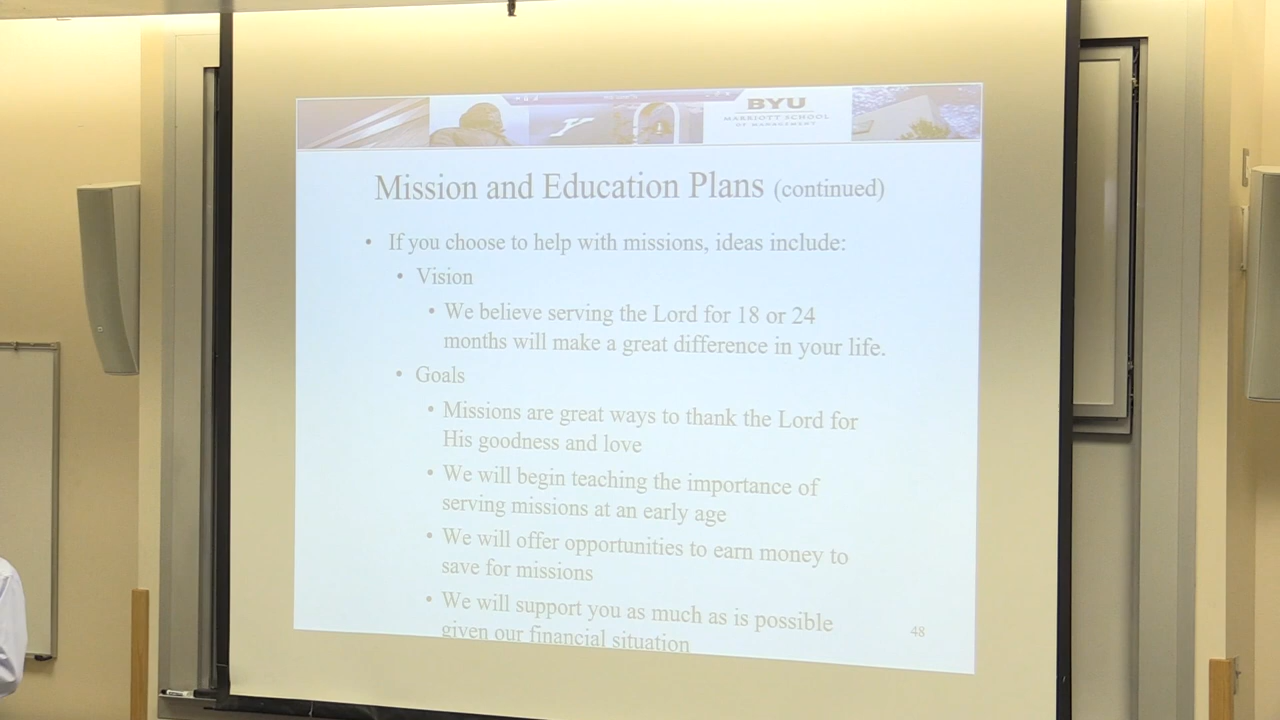 BYU
MARRIOTT SCHOOL
OF MANAGEMENT
Y
Mission and Education Plans (continued)
• If you choose to help with missions, ideas include:
• Vision
• We believe serving the Lord for 18 or 24
months will make a great difference in your life.
• Goals
• Missions are great ways to thank the Lord for
His goodness and love
• We will begin teaching the importance of
serving missions at an early age
• We will offer opportunities to earn money to
save for missions
• We will support you as much as is possible
given our financial situation
48